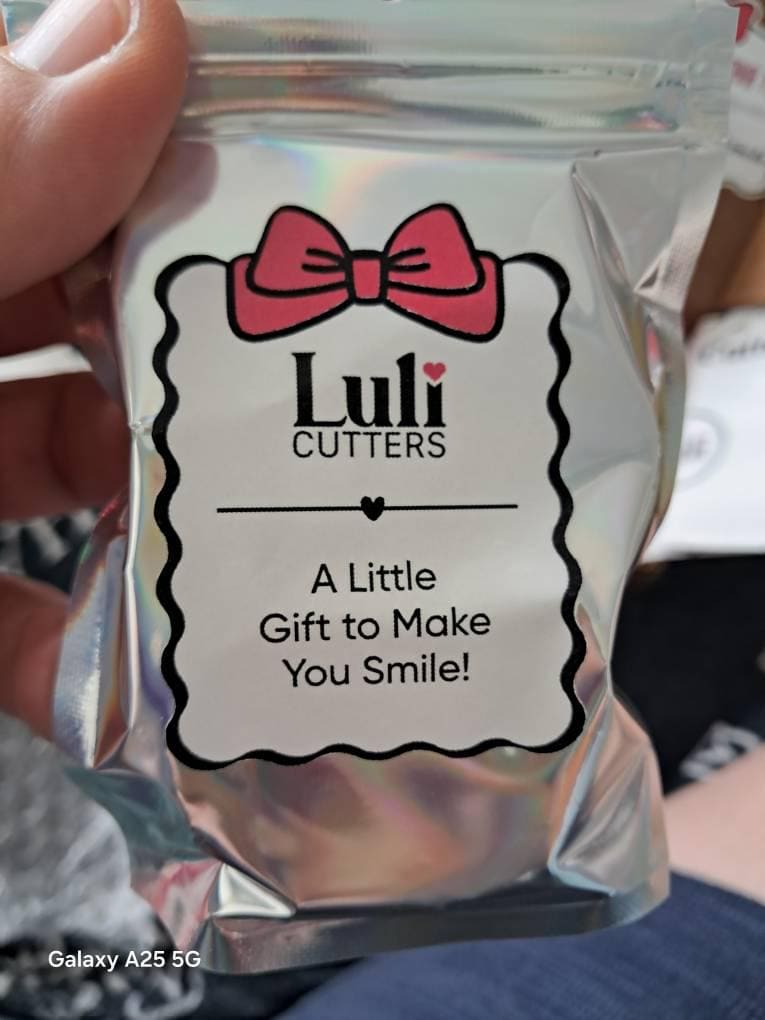 Luli
CUTTERS
A Little
Gift to Make
You Smile!
Galaxy A25 5G